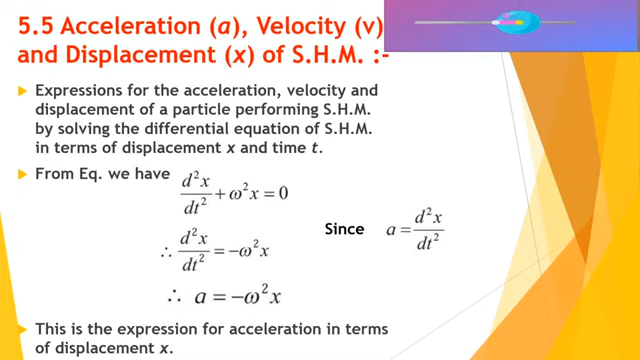 5.5 Acceleration (a), Velocity (v)
and Displacement (x) of S.H.M. :-
Expressions for the acceleration, velocity and
displacement of a particle performing S.H.M.
by solving the differential equation of S.H.M.
in terms of displacement x and time t.
From Eq. we have
d²x/dt² + ω²x = 0
∴ d²x/dt² = −ω²x
Since a = d²x/dt²
∴ a = −ω²x
This is the expression for acceleration in terms
of displacement x.